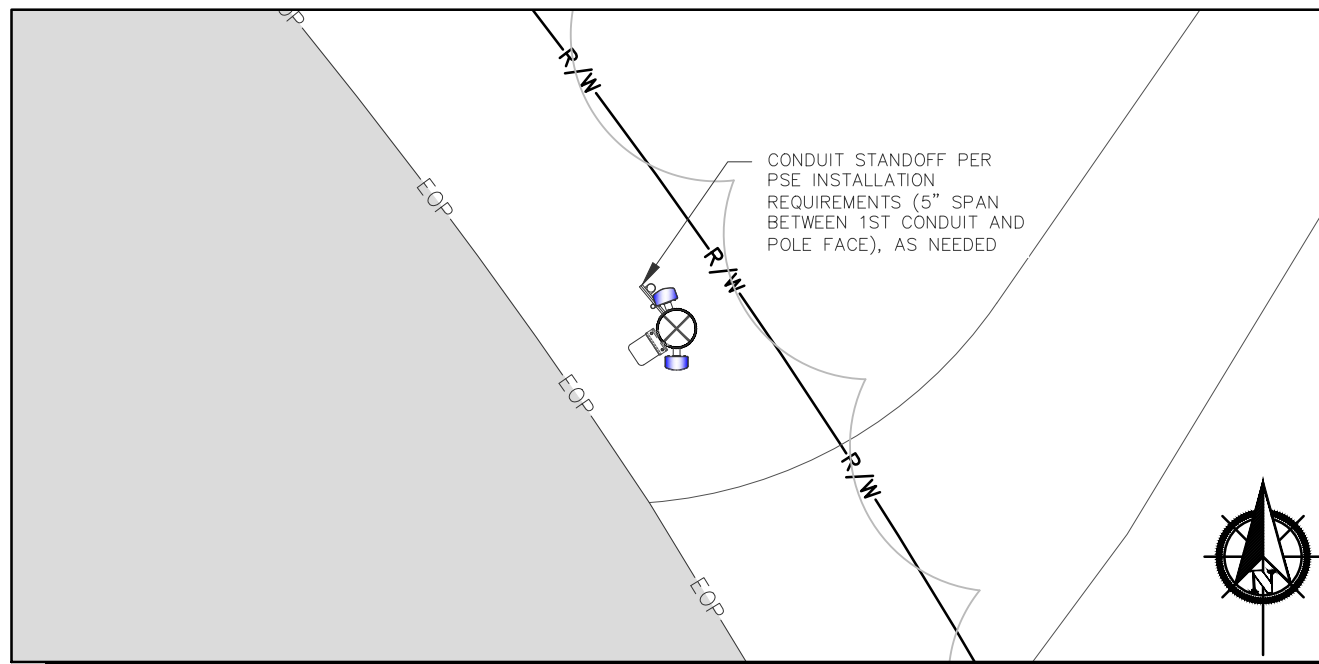 EOP
R/W
CONDUIT STANDOFF PER
PSE INSTALLATION
REQUIREMENTS (5" SPAN
BETWEEN 1ST CONDUIT AND
POLE FACE), AS NEEDED
EOP
R/W
EOP
R/W
EOP
N